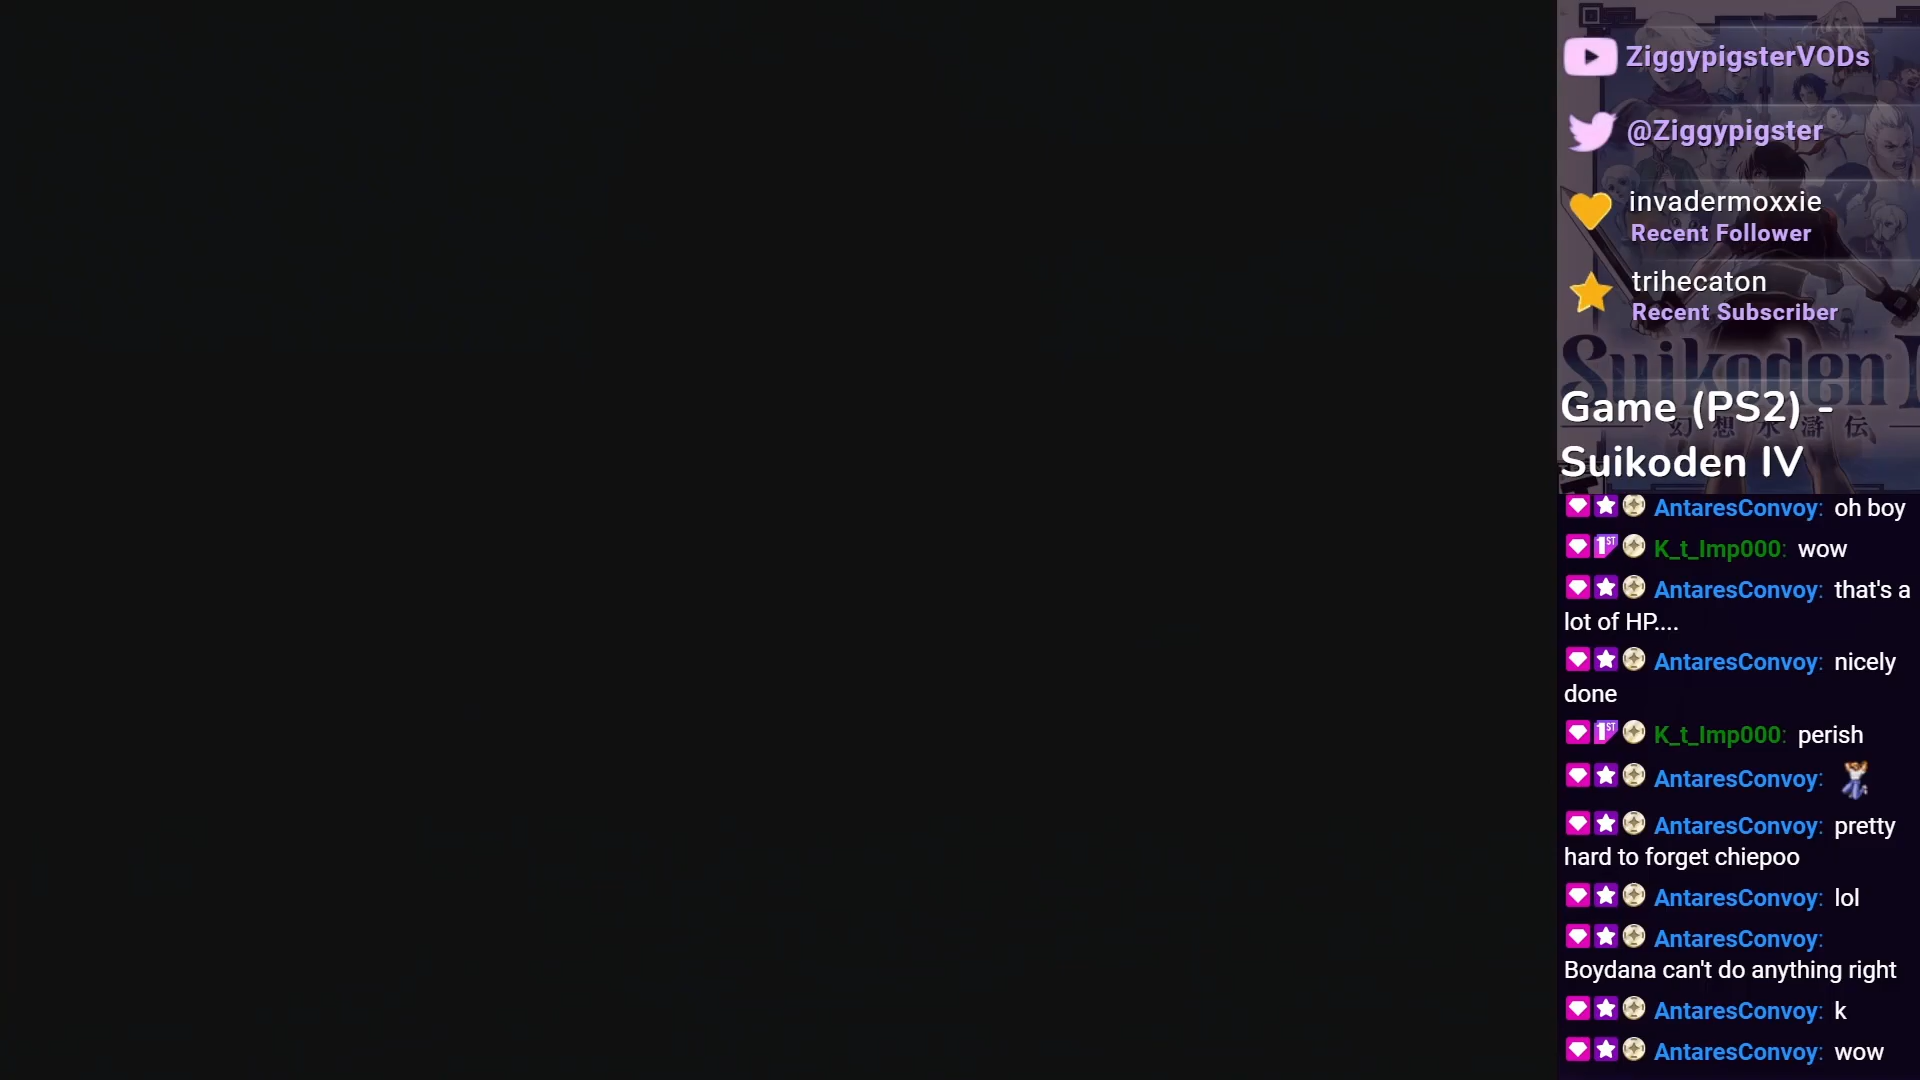 ZiggypigsterVODs
@Ziggypigster
invadermoxxie
Recent Follower
trihecaton
Recent Subscriber
Suikoden
Game (PS2) -
幻想水滸伝
Suikoden IV
AntaresConvoy: oh boy
1ST K_t_Imp000: wow
AntaresConvoy: that's a
lot of HP....
AntaresConvoy: nicely
done
1ST K_t_Imp000: perish
AntaresConvoy:
AntaresConvoy: pretty
hard to forget chiepoo
AntaresConvoy: lol
AntaresConvoy:
Boydana can't do anything right
AntaresConvoy: k
AntaresConvoy: wow